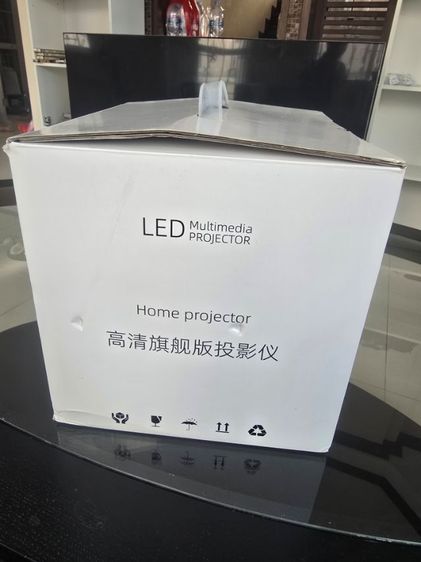 LED Multimedia
PROJECTOR
Home projector
高清旗舰版投影仪